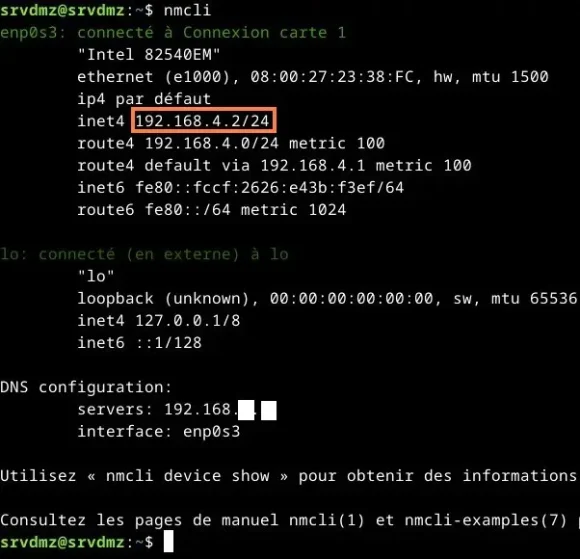 srvdmz@srvdmz:~$ nmcli
enp0s3: connecté à Connexion carte 1
"Intel 82540EM"
ethernet (e1000), 08:00:27:23:38:FC, hw, mtu 1500
ip4 par défaut
inet4 192.168.4.2/24
route4 192.168.4.0/24 metric 100
route4 default via 192.168.4.1 metric 100
inet6 fe80::fccf:2626:e43b:f3ef/64
route6 fe80::/64 metric 1024
lo: connecté (en externe) à lo
"lo"
loopback (unknown), 00:00:00:00:00:00, sw, mtu 65536
inet4 127.0.0.1/8
inet6 ::1/128
DNS configuration:
servers: 192.168. .
interface: enp0s3
Utilisez « nmcli device show » pour obtenir des informations
Consultez les pages de manuel nmcli(1) et nmcli-examples(7)
srvdmz@srvdmz:~$